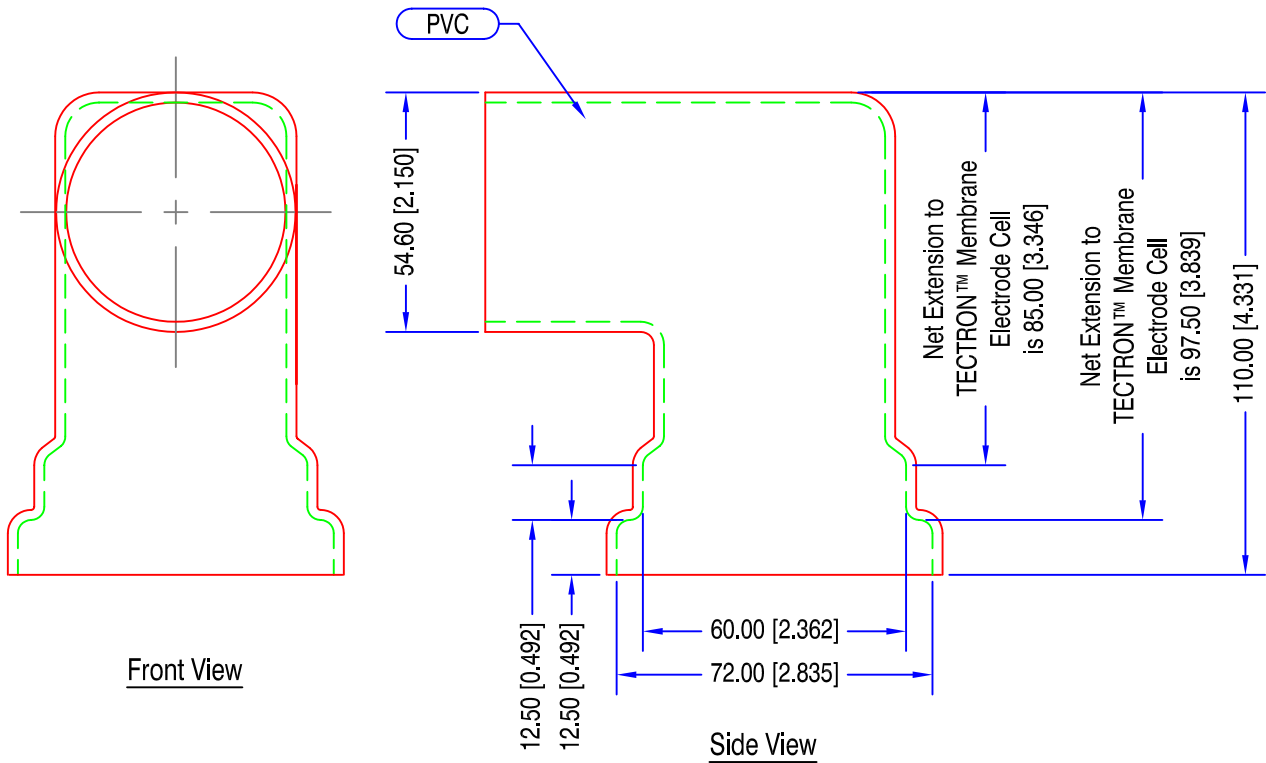 PVC
54.60 [2.150]
Net Extension to
TECTRON™ Membrane
Electrode Cell
is 85.00 [3.346]
Net Extension to
TECTRON™ Membrane
Electrode Cell
is 97.50 [3.839]
110.00 [4.331]
12.50 [0.492]
12.50 [0.492]
60.00 [2.362]
72.00 [2.835]
Front View
Side View